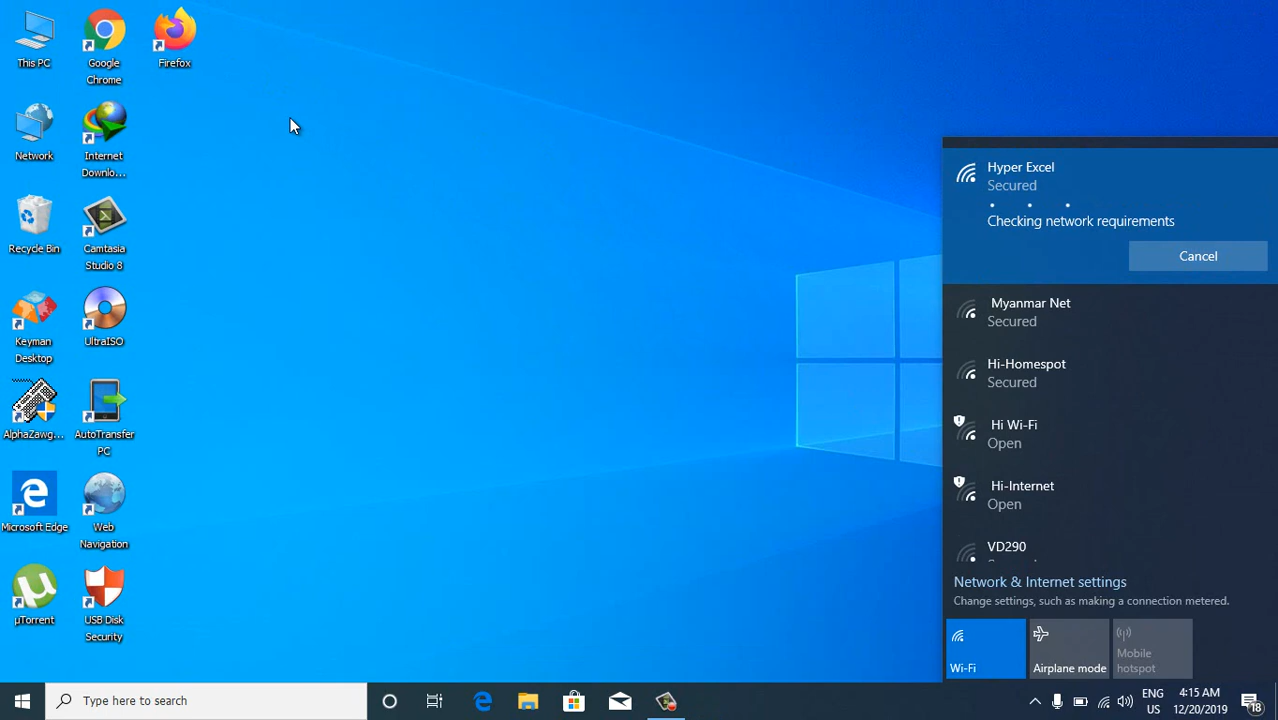 This PC
Google
Chrome
Firefox
Network
Internet
Downlo...
Recycle Bin
Camtasia
Studio 8
Keyman
Desktop
UltraISO
AlphaZawg...
AutoTransfer
PC
Microsoft Edge
Web
Navigation
µTorrent
USB Disk
Security
Hyper Excel
Secured
Checking network requirements
Cancel
Myanmar Net
Secured
Hi-Homespot
Secured
Hi Wi-Fi
Open
Hi-Internet
Open
VD290
Network & Internet settings
Change settings, such as making a connection metered.
Wi-Fi
Airplane mode
Mobile
hotspot
Type here to search
ENG
US
4:15 AM
12/20/2019
18